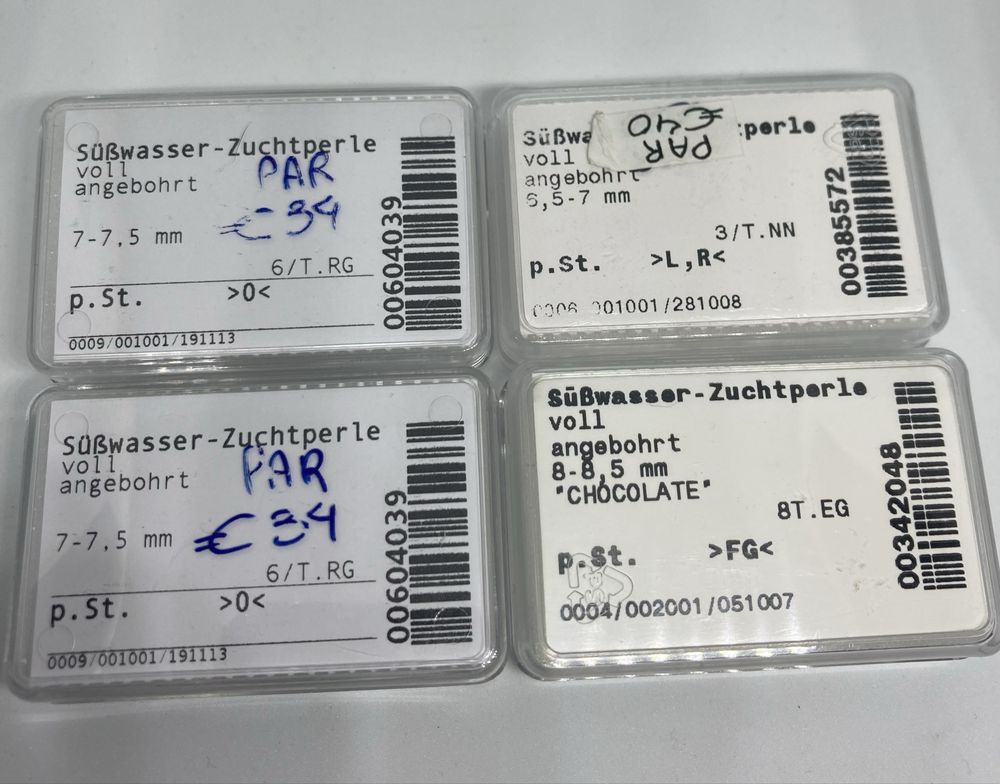 Süßwasser-Zuchtperle
voll
angebohrt
PAR
€ 34
7-7,5 mm
6/T.RG
p.St. >0<
0009/001001/191113
00604039
Süßwa :perle
PAR
€40
voll
angebohrt
6,5-7 mm
3/T.NN
p.St. >L,R<
0006 001001/281008
00385572
Süßwasser-Zuchtperle
voll
angebohrt
PAR
€ 34
7-7,5 mm
6/T.RG
p.St. >0<
0009/001001/191113
00604039
Süßwasser-Zuchtperle
voll
angebohrt
8-8,5 mm
"CHOCOLATE"
8T.EG
p.St. >FG<
0004/002001/051007
00342048